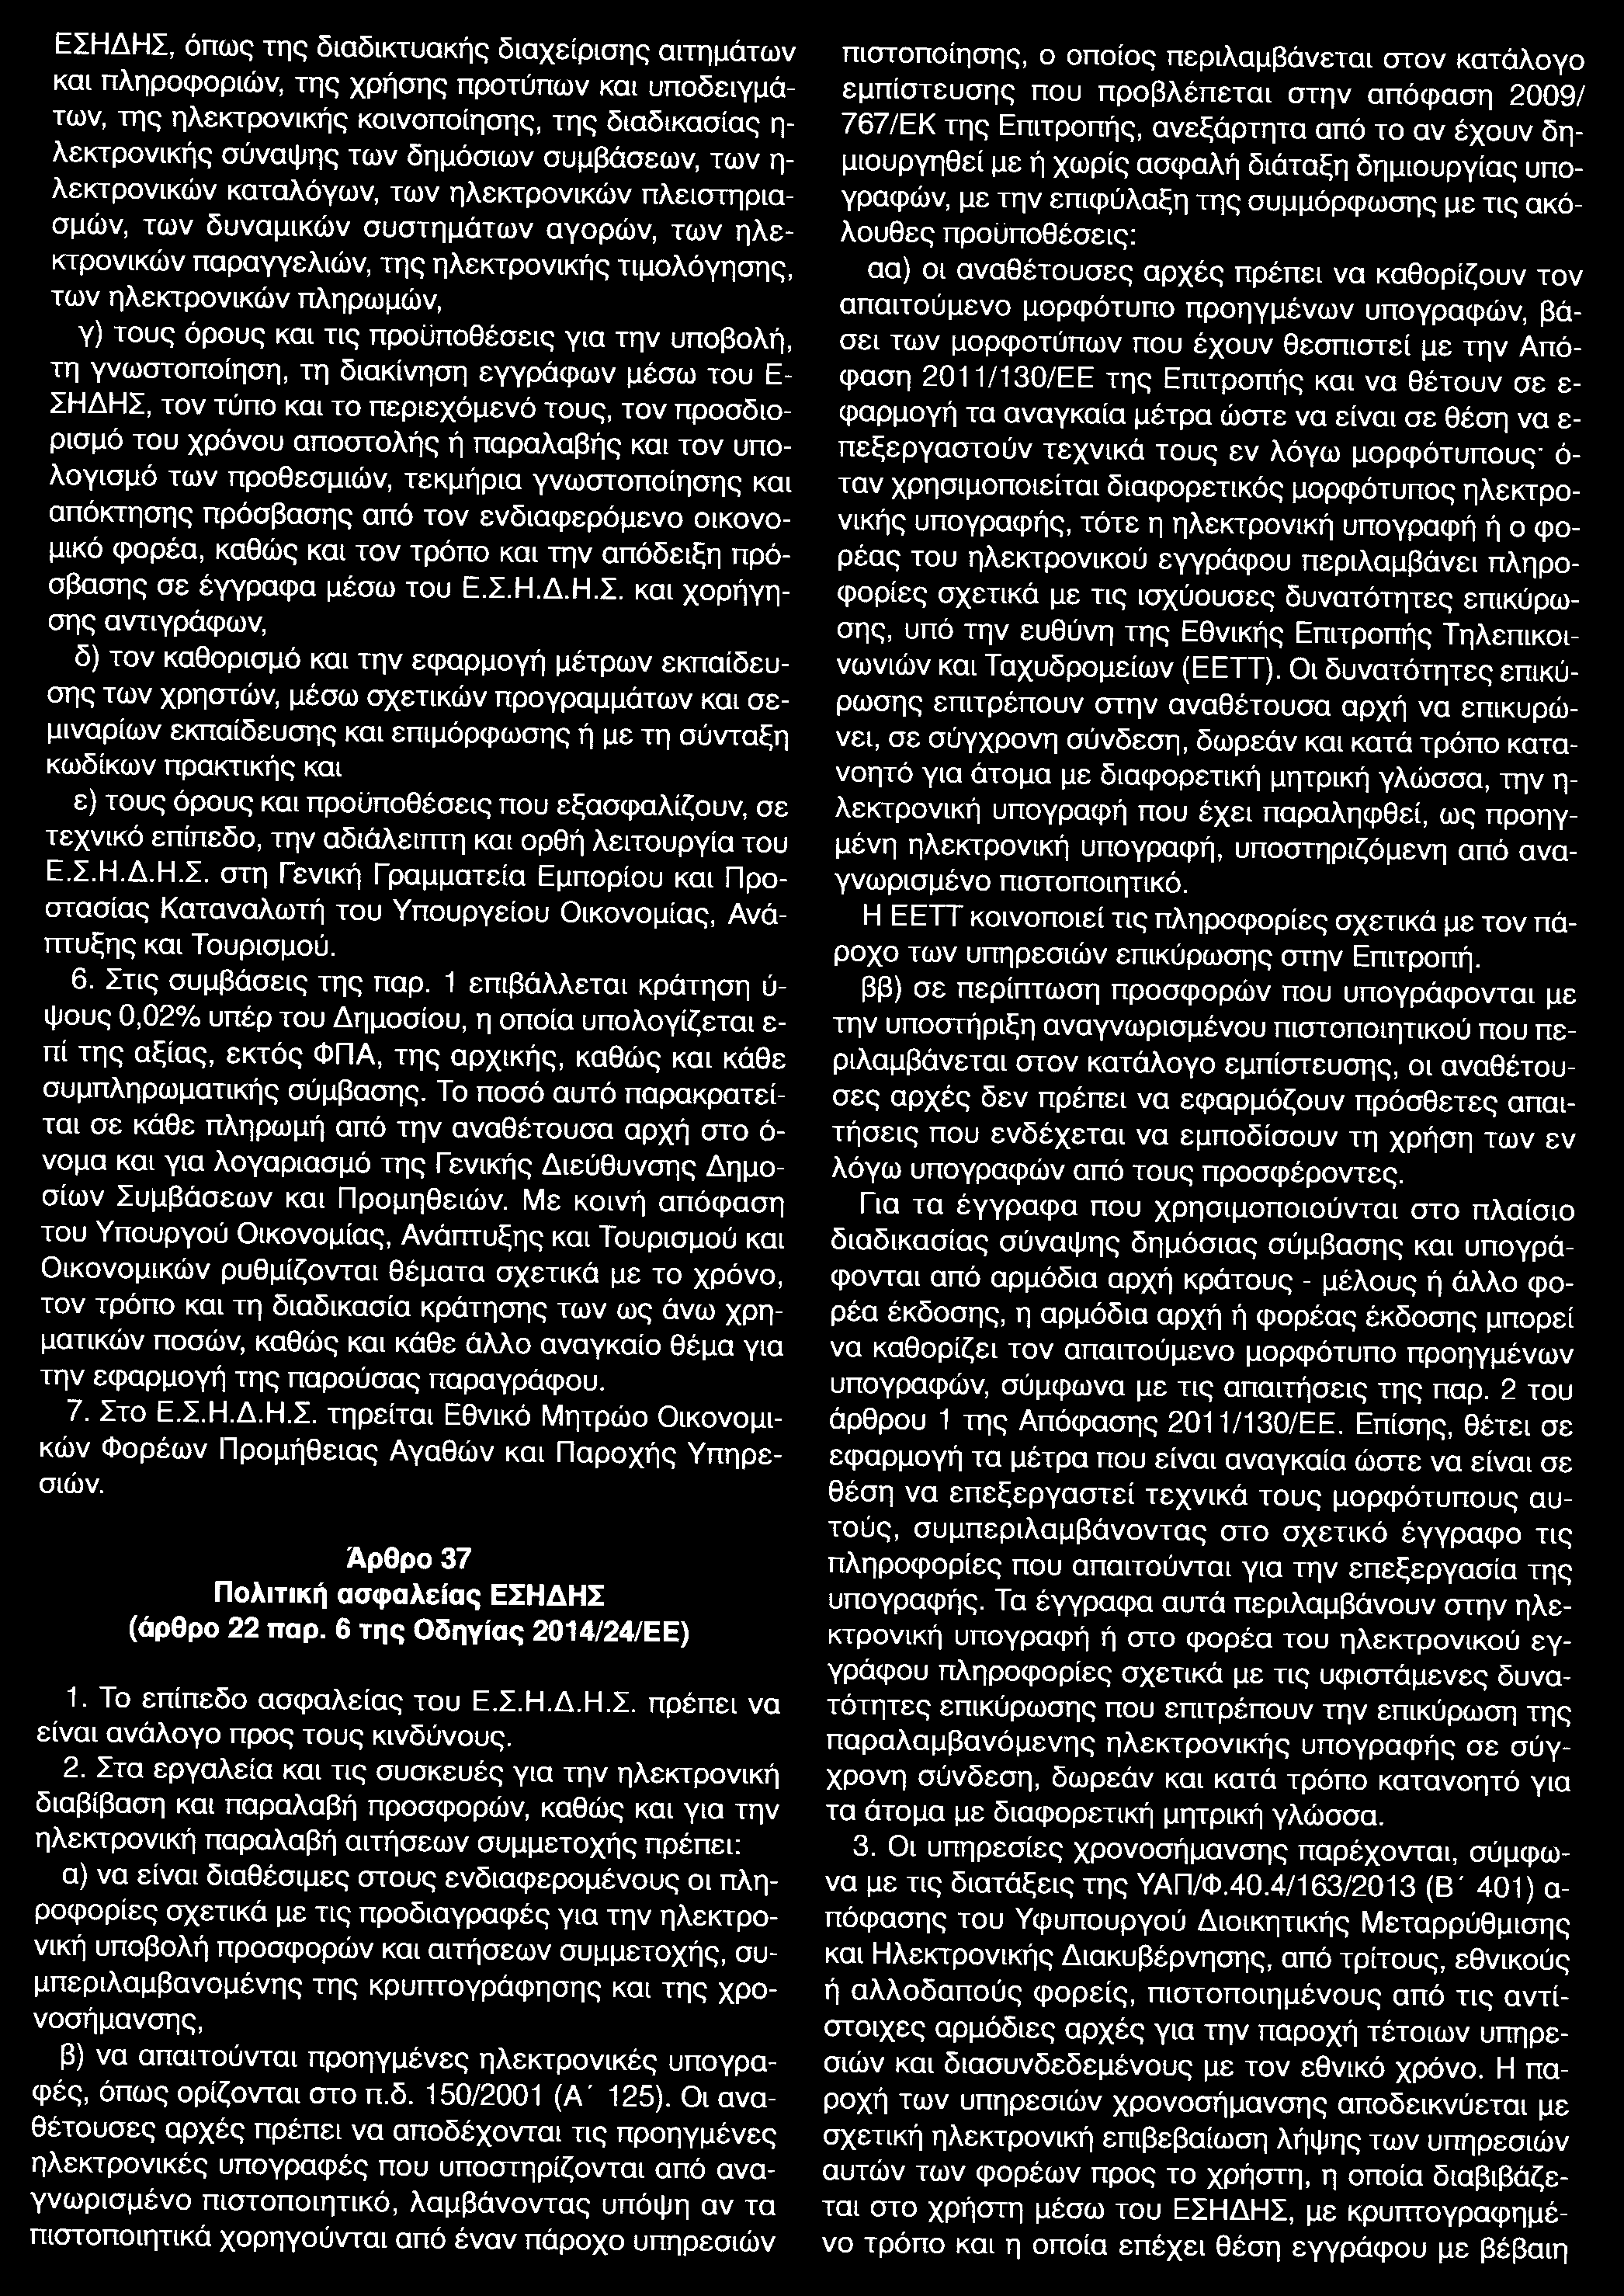 ΕΣΗΔΗΣ, όπως της διαδικτυακής διαχείρισης αιτημάτων
και πληροφοριών, της χρήσης προτύπων και υποδειγμά-
των, της ηλεκτρονικής κοινοποίησης, της διαδικασίας η-
λεκτρονικής σύναψης των δημόσιων συμβάσεων, των η-
λεκτρονικών καταλόγων, των ηλεκτρονικών πλειστηρια-
σμών, των δυναμικών συστημάτων αγορών, των ηλε-
κτρονικών παραγγελιών, της ηλεκτρονικής τιμολόγησης,
των ηλεκτρονικών πληρωμών,
γ) τους όρους και τις προϋποθέσεις για την υποβολή,
τη γνωστοποίηση, τη διακίνηση εγγράφων μέσω του Ε-
ΣΗΔΗΣ, τον τύπο και το περιεχόμενό τους, τον προσδιο-
ρισμό του χρόνου αποστολής ή παραλαβής και τον υπο-
λογισμό των προθεσμιών, τεκμήρια γνωστοποίησης και
απόκτησης πρόσβασης από τον ενδιαφερόμενο οικονο-
μικό φορέα, καθώς και τον τρόπο και την απόδειξη πρό-
σβασης σε έγγραφα μέσω του Ε.Σ.Η.Δ.Η.Σ. και χορήγη-
σης αντιγράφων,
δ) τον καθορισμό και την εφαρμογή μέτρων εκπαίδευ-
σης των χρηστών, μέσω σχετικών προγραμμάτων και σε-
μιναρίων εκπαίδευσης και επιμόρφωσης ή με τη σύνταξη
κωδίκων πρακτικής και
ε) τους όρους και προϋποθέσεις που εξασφαλίζουν, σε
τεχνικό επίπεδο, την αδιάλειπτη και ορθή λειτουργία του
Ε.Σ.Η.Δ.Η.Σ. στη Γενική Γραμματεία Εμπορίου και Προ-
στασίας Καταναλωτή του Υπουργείου Οικονομίας, Ανά-
πτυξης και Τουρισμού.
6. Στις συμβάσεις της παρ. 1 επιβάλλεται κράτηση ύ-
ψους 0,02% υπέρ του Δημοσίου, η οποία υπολογίζεται ε-
πί της αξίας, εκτός ΦΠΑ, της αρχικής, καθώς και κάθε
συμπληρωματικής σύμβασης. Το ποσό αυτό παρακρατεί-
ται σε κάθε πληρωμή από την αναθέτουσα αρχή στο ό-
νομα και για λογαριασμό της Γενικής Διεύθυνσης Δημο-
σίων Συμβάσεων και Προμηθειών. Με κοινή απόφαση
του Υπουργού Οικονομίας, Ανάπτυξης και Τουρισμού και
Οικονομικών ρυθμίζονται θέματα σχετικά με το χρόνο,
τον τρόπο και τη διαδικασία κράτησης των ως άνω χρη-
ματικών ποσών, καθώς και κάθε άλλο αναγκαίο θέμα για
την εφαρμογή της παρούσας παραγράφου.
7. Στο Ε.Σ.Η.Δ.Η.Σ. τηρείται Εθνικό Μητρώο Οικονομι-
κών Φορέων Προμήθειας Αγαθών και Παροχής Υπηρε-
σιών.
Άρθρο 37
Πολιτική ασφαλείας ΕΣΗΔΗΣ
(άρθρο 22 παρ. 6 της Οδηγίας 2014/24/ΕΕ)
1. Το επίπεδο ασφαλείας του Ε.Σ.Η.Δ.Η.Σ. πρέπει να
είναι ανάλογο προς τους κινδύνους.
2. Στα εργαλεία και τις συσκευές για την ηλεκτρονική
διαβίβαση και παραλαβή προσφορών, καθώς και για την
ηλεκτρονική παραλαβή αιτήσεων συμμετοχής πρέπει:
α) να είναι διαθέσιμες στους ενδιαφερομένους οι πλη-
ροφορίες σχετικά με τις προδιαγραφές για την ηλεκτρο-
νική υποβολή προσφορών και αιτήσεων συμμετοχής, συ-
μπεριλαμβανομένης της κρυπτογράφησης και της χρο-
νοσήμανσης,
β) να απαιτούνται προηγμένες ηλεκτρονικές υπογρα-
φές, όπως ορίζονται στο π.δ. 150/2001 (Α΄ 125). Οι ανα-
θέτουσες αρχές πρέπει να αποδέχονται τις προηγμένες
ηλεκτρονικές υπογραφές που υποστηρίζονται από ανα-
γνωρισμένο πιστοποιητικό, λαμβάνοντας υπόψη αν τα
πιστοποιητικά χορηγούνται από έναν πάροχο υπηρεσιών
πιστοποίησης, ο οποίος περιλαμβάνεται στον κατάλογο
εμπίστευσης που προβλέπεται στην απόφαση 2009/
767/ΕΚ της Επιτροπής, ανεξάρτητα από το αν έχουν δη-
μιουργηθεί με ή χωρίς ασφαλή διάταξη δημιουργίας υπο-
γραφών, με την επιφύλαξη της συμμόρφωσης με τις ακό-
λουθες προϋποθέσεις:
αα) οι αναθέτουσες αρχές πρέπει να καθορίζουν τον
απαιτούμενο μορφότυπο προηγμένων υπογραφών, βά-
σει των μορφοτύπων που έχουν θεσπιστεί με την Από-
φαση 2011/130/ΕΕ της Επιτροπής και να θέτουν σε ε-
φαρμογή τα αναγκαία μέτρα ώστε να είναι σε θέση να ε-
πεξεργαστούν τεχνικά τους εν λόγω μορφότυπους· ό-
ταν χρησιμοποιείται διαφορετικός μορφότυπος ηλεκτρο-
νικής υπογραφής, τότε η ηλεκτρονική υπογραφή ή ο φο-
ρέας του ηλεκτρονικού εγγράφου περιλαμβάνει πληρο-
φορίες σχετικά με τις ισχύουσες δυνατότητες επικύρω-
σης, υπό την ευθύνη της Εθνικής Επιτροπής Τηλεπικοι-
νωνιών και Ταχυδρομείων (ΕΕΤΤ). Οι δυνατότητες επικύ-
ρωσης επιτρέπουν στην αναθέτουσα αρχή να επικυρώ-
νει, σε σύγχρονη σύνδεση, δωρεάν και κατά τρόπο κατα-
νοητό για άτομα με διαφορετική μητρική γλώσσα, την η-
λεκτρονική υπογραφή που έχει παραληφθεί, ως προηγ-
μένη ηλεκτρονική υπογραφή, υποστηριζόμενη από ανα-
γνωρισμένο πιστοποιητικό.
Η ΕΕΤΤ κοινοποιεί τις πληροφορίες σχετικά με τον πά-
ροχο των υπηρεσιών επικύρωσης στην Επιτροπή.
ββ) σε περίπτωση προσφορών που υπογράφονται με
την υποστήριξη αναγνωρισμένου πιστοποιητικού που πε-
ριλαμβάνεται στον κατάλογο εμπίστευσης, οι αναθέτου-
σες αρχές δεν πρέπει να εφαρμόζουν πρόσθετες απαι-
τήσεις που ενδέχεται να εμποδίσουν τη χρήση των εν
λόγω υπογραφών από τους προσφέροντες.
Για τα έγγραφα που χρησιμοποιούνται στο πλαίσιο
διαδικασίας σύναψης δημόσιας σύμβασης και υπογρά-
φονται από αρμόδια αρχή κράτους - μέλους ή άλλο φο-
ρέα έκδοσης, η αρμόδια αρχή ή φορέας έκδοσης μπορεί
να καθορίζει τον απαιτούμενο μορφότυπο προηγμένων
υπογραφών, σύμφωνα με τις απαιτήσεις της παρ. 2 του
άρθρου 1 της Απόφασης 2011/130/ΕΕ. Επίσης, θέτει σε
εφαρμογή τα μέτρα που είναι αναγκαία ώστε να είναι σε
θέση να επεξεργαστεί τεχνικά τους μορφότυπους αυ-
τούς, συμπεριλαμβάνοντας στο σχετικό έγγραφο τις
πληροφορίες που απαιτούνται για την επεξεργασία της
υπογραφής. Τα έγγραφα αυτά περιλαμβάνουν στην ηλε-
κτρονική υπογραφή ή στο φορέα του ηλεκτρονικού εγ-
γράφου πληροφορίες σχετικά με τις υφιστάμενες δυνα-
τότητες επικύρωσης που επιτρέπουν την επικύρωση της
παραλαμβανόμενης ηλεκτρονικής υπογραφής σε σύγ-
χρονη σύνδεση, δωρεάν και κατά τρόπο κατανοητό για
τα άτομα με διαφορετική μητρική γλώσσα.
3. Οι υπηρεσίες χρονοσήμανσης παρέχονται, σύμφω-
να με τις διατάξεις της ΥΑΠ/Φ.40.4/163/2013 (Β΄ 401) α-
πόφασης του Υφυπουργού Διοικητικής Μεταρρύθμισης
και Ηλεκτρονικής Διακυβέρνησης, από τρίτους, εθνικούς
ή αλλοδαπούς φορείς, πιστοποιημένους από τις αντί-
στοιχες αρμόδιες αρχές για την παροχή τέτοιων υπηρε-
σιών και διασυνδεδεμένους με τον εθνικό χρόνο. Η πα-
ροχή των υπηρεσιών χρονοσήμανσης αποδεικνύεται με
σχετική ηλεκτρονική επιβεβαίωση λήψης των υπηρεσιών
αυτών των φορέων προς το χρήστη, η οποία διαβιβάζε-
ται στο χρήστη μέσω του ΕΣΗΔΗΣ, με κρυπτογραφημέ-
νο τρόπο και η οποία επέχει θέση εγγράφου με βέβαιη